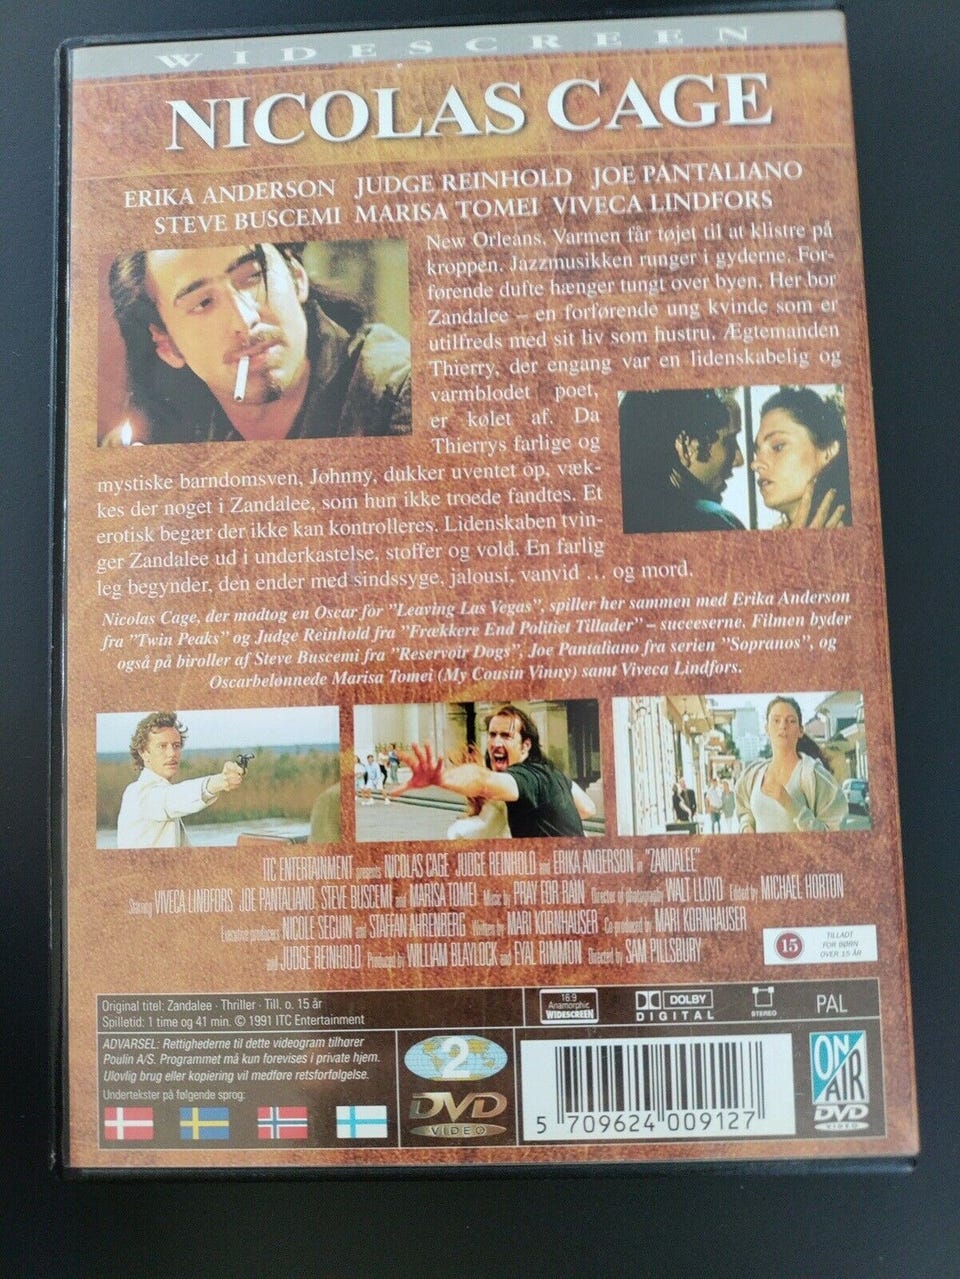 WIDESCREEN
NICOLAS CAGE
ERIKA ANDERSON JUDGE REINHOLD JOE PANTALIANO
STEVE BUSCEMI MARISA TOMEI VIVECA LINDFORS
New Orleans. Varmen får tøjet til at klistre på
kroppen. Jazzmusikken runger i gyderne. For-
førende dufte hænger tungt over byen. Her bor
Zandalee – en forførende ung kvinde som er
utilfreds med sit liv som hustru. Ægtemanden
Thierry, der engang var en lidenskabelig og
varmblodet poet,
er kølet af. Da
Thierrys farlige og
mystiske barndomsven, Johnny, dukker uventet op, væk-
kes der noget i Zandalee, som hun ikke troede fandtes. Et
erotisk begær der ikke kan kontrolleres. Lidenskaben tvin-
ger Zandalee ud i underkastelse, stoffer og vold. En farlig
leg begynder, den ender med sindssyge, jalousi, vanvid … og mord.
Nicolas Cage, der modtog en Oscar for "Leaving Las Vegas", spiller her sammen med Erika Anderson
fra "Twin Peaks" og Judge Reinhold fra "Frækkere End Politiet Tillader" – succeserne. Filmen byder
også på biroller af Steve Buscemi fra "Reservoir Dogs", Joe Pantaliano fra serien "Sopranos", og
Oscarbelønnede Marisa Tomei (My Cousin Vinny) samt Viveca Lindfors.
ITC ENTERTAINMENT presents NICOLAS CAGE JUDGE REINHOLD and ERIKA ANDERSON in "ZANDALEE"
Starring VIVECA LINDFORS JOE PANTALIANO STEVE BUSCEMI and MARISA TOMEI Music by PRAY FOR RAIN Director of photography WALT LLOYD Edited by MICHAEL HORTON
Executive producers NICOLE SEGUIN and STAFFAN AHRENBERG Written by MARI KORNHAUSER Co-produced by MARI KORNHAUSER
and JUDGE REINHOLD Produced by WILLIAM BLAYLOCK and EYAL RIMMON Directed by SAM PILLSBURY
15
TILLADT
FOR BØRN
OVER 15 ÅR
Original titel: Zandalee · Thriller · Till. o. 15 år
Spilletid: 1 time og 41 min. © 1991 ITC Entertainment
16:9
Anamorphic
WIDESCREEN
DOLBY
DIGITAL
STEREO
PAL
ADVARSEL: Rettighederne til dette videogram tilhører
Poulin A/S. Programmet må kun forevises i private hjem.
Ulovlig brug eller kopiering vil medføre retsforfølgelse.
Undertekster på følgende sprog:
2
DVD
VIDEO
5 709624 009127
ON
AIR
DVD
VIDEO